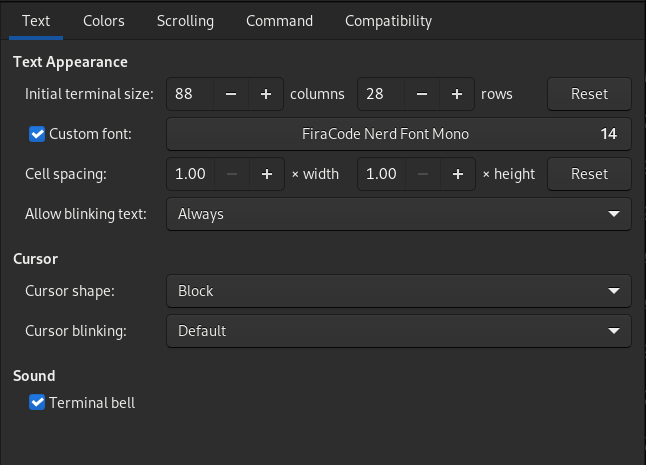 Text Colors Scrolling Command Compatibility
Text Appearance
Initial terminal size: 88 − + columns 28 − + rows Reset
Custom font: FiraCode Nerd Font Mono 14
Cell spacing: 1.00 − + × width 1.00 − + × height Reset
Allow blinking text: Always
Cursor
Cursor shape: Block
Cursor blinking: Default
Sound
Terminal bell